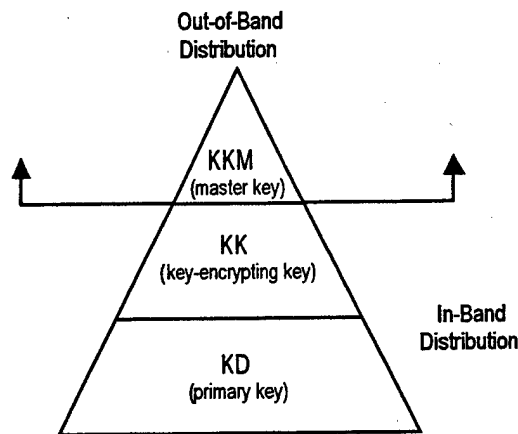 Out-of-Band
Distribution
KKM
(master key)
KK
(key-encrypting key)
In-Band
Distribution
KD
(primary key)